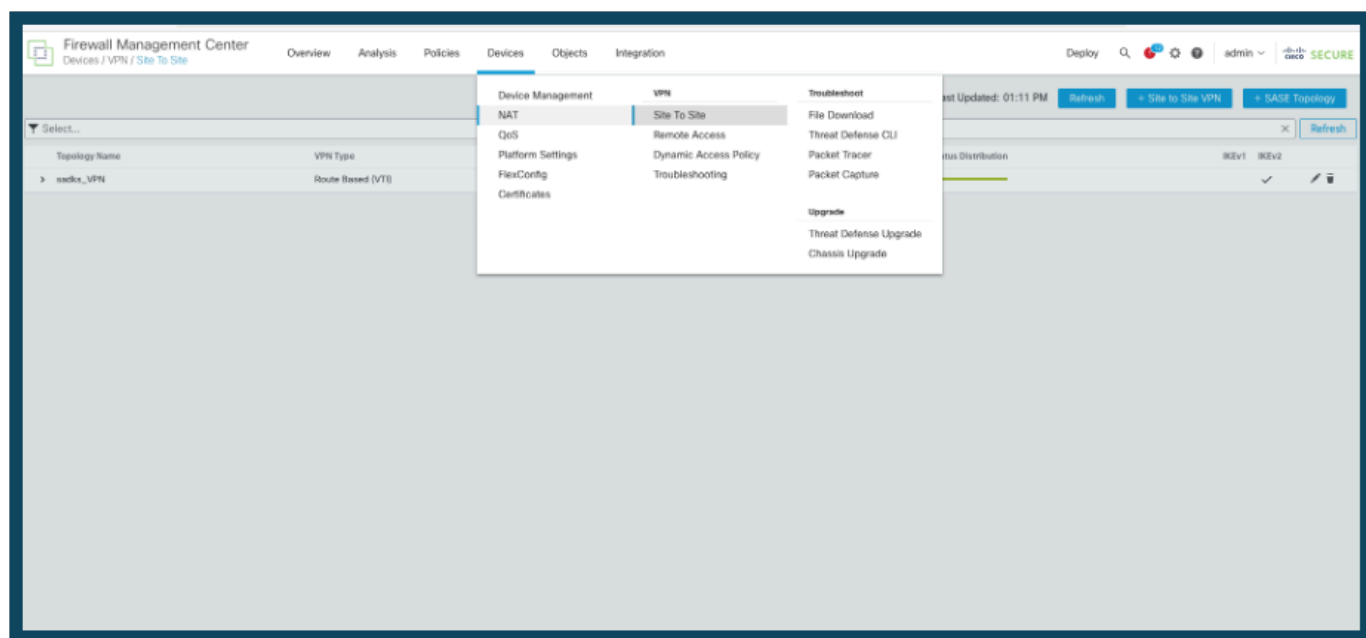 Firewall Management Center
Devices / VPN / Site To Site
Overview Analysis Policies Devices Objects Integration
Deploy admin cisco SECURE
Device Management
NAT
QoS
Platform Settings
FlexConfig
Certificates
VPN
Site To Site
Remote Access
Dynamic Access Policy
Troubleshooting
Troubleshoot
File Download
Threat Defense CLI
Packet Tracer
Packet Capture
Upgrade
Threat Defense Upgrade
Chassis Upgrade
ast Updated: 01:11 PM Refresh + Site to Site VPN + SASE Topology
Select... × Refresh
Topology Name VPN Type tus Distribution IKEv1 IKEv2
Route Based (VTI)